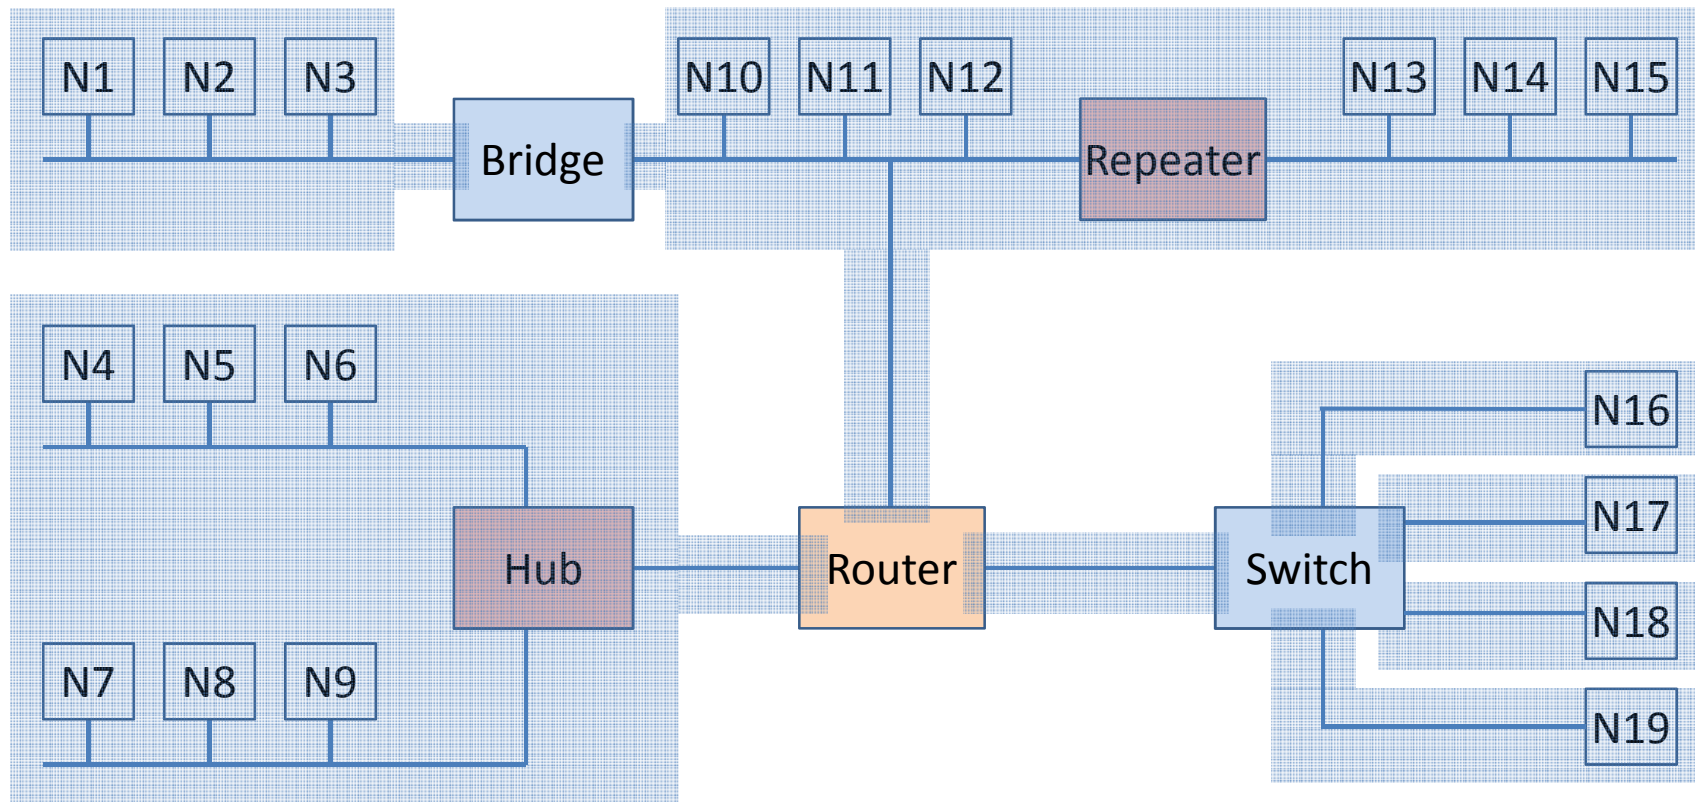 N1 N2 N3 N10 N11 N12 N13 N14 N15
Bridge Repeater
N4 N5 N6
N16
N17
Hub Router Switch
N18
N7 N8 N9
N19